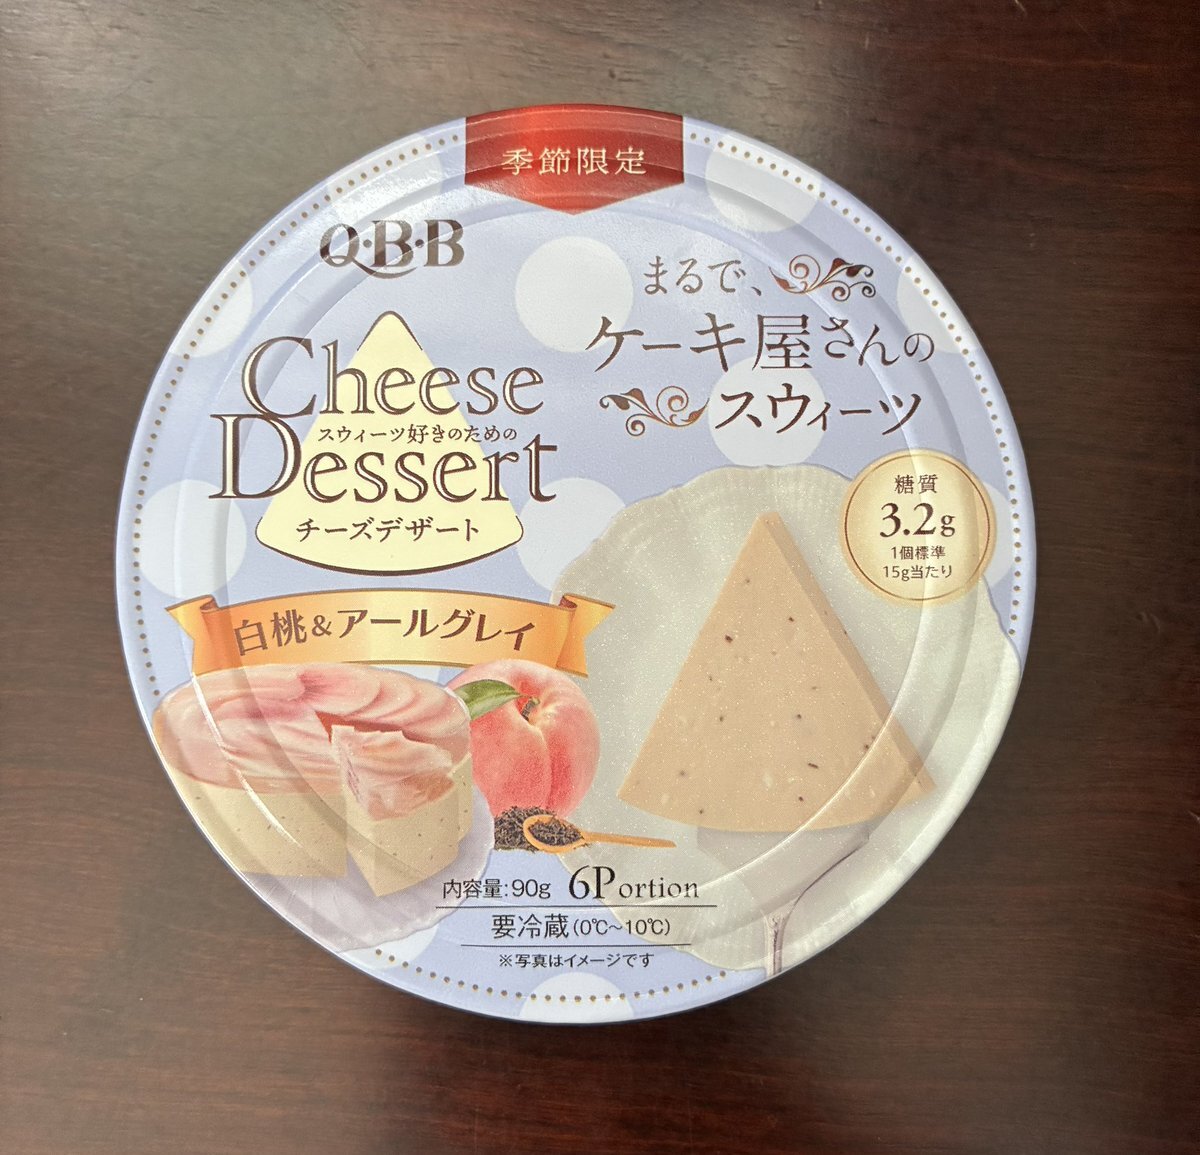 季節限定
Q・B・B
Cheese
スウィーツ好きのための
Dessert
チーズデザート
まるで、
ケーキ屋さんの
スウィーツ
糖質
3.2g
1個標準
15g当たり
白桃&アールグレイ
内容量:90g 6Portion
要冷蔵(0℃~10℃)
※写真はイメージです